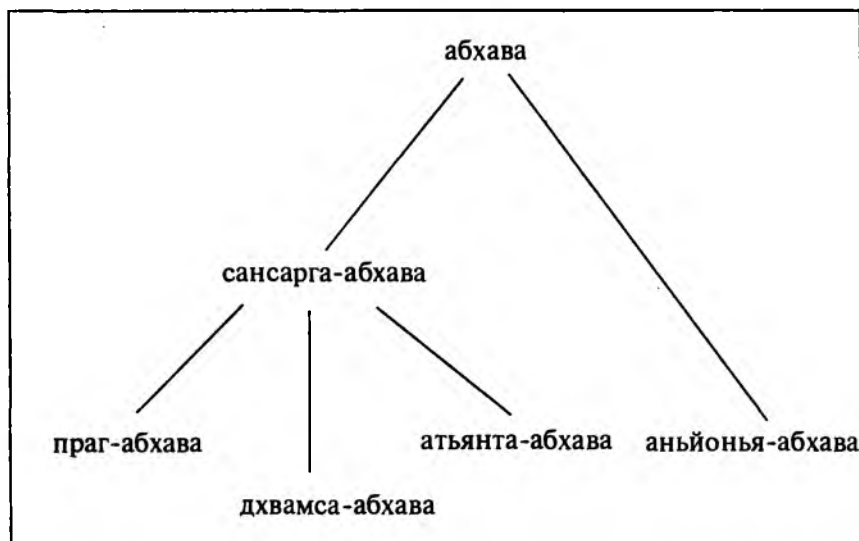 абхава
сансарга-абхава
праг-абхава
атьянта-абхава
аньйонья-абхава
дхвамса-абхава